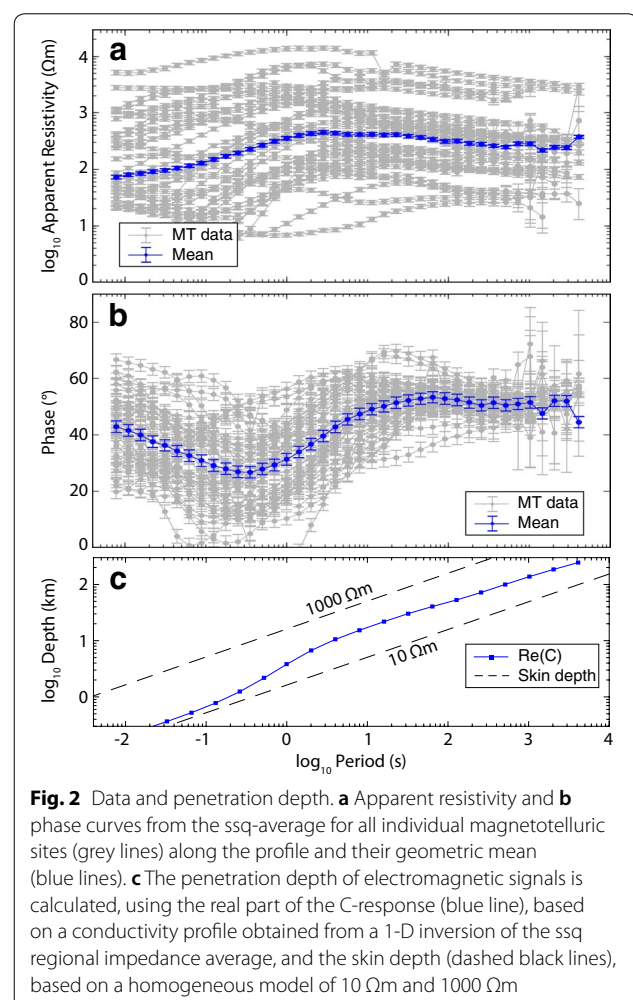 a
log₁₀ Apparent Resistivity (Ωm)
4
3
2
1
0
MT data
Mean
b
Phase (°)
80
60
40
20
0
MT data
Mean
c
log₁₀ Depth (km)
2
1
0
1000 Ωm
10 Ωm
Re(C)
Skin depth
-2 -1 0 1 2 3 4
log₁₀ Period (s)
Fig. 2 Data and penetration depth. a Apparent resistivity and b
phase curves from the ssq-average for all individual magnetotelluric
sites (grey lines) along the profile and their geometric mean
(blue lines). c The penetration depth of electromagnetic signals is
calculated, using the real part of the C-response (blue line), based
on a conductivity profile obtained from a 1-D inversion of the ssq
regional impedance average, and the skin depth (dashed black lines),
based on a homogeneous model of 10 Ωm and 1000 Ωm